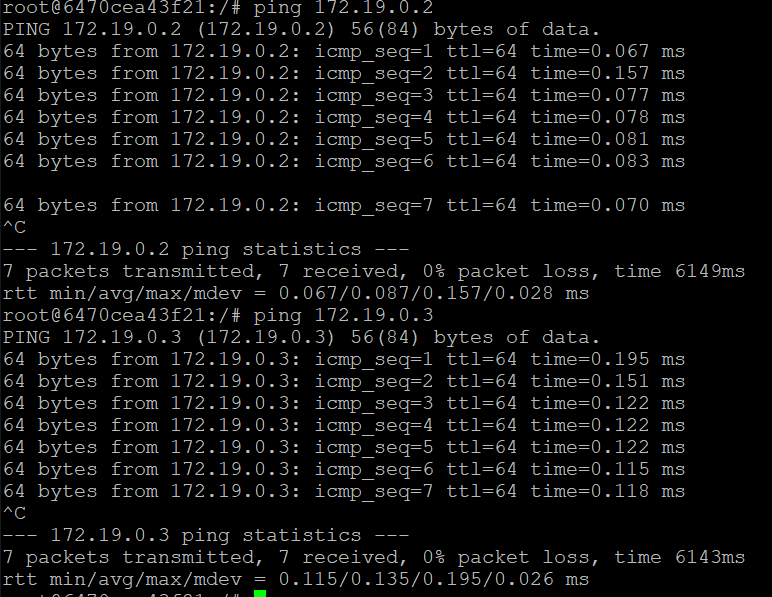 root@6470cea43f21:/# ping 172.19.0.2
PING 172.19.0.2 (172.19.0.2) 56(84) bytes of data.
64 bytes from 172.19.0.2: icmp_seq=1 ttl=64 time=0.067 ms
64 bytes from 172.19.0.2: icmp_seq=2 ttl=64 time=0.157 ms
64 bytes from 172.19.0.2: icmp_seq=3 ttl=64 time=0.077 ms
64 bytes from 172.19.0.2: icmp_seq=4 ttl=64 time=0.078 ms
64 bytes from 172.19.0.2: icmp_seq=5 ttl=64 time=0.081 ms
64 bytes from 172.19.0.2: icmp_seq=6 ttl=64 time=0.083 ms
64 bytes from 172.19.0.2: icmp_seq=7 ttl=64 time=0.070 ms
^C
--- 172.19.0.2 ping statistics ---
7 packets transmitted, 7 received, 0% packet loss, time 6149ms
rtt min/avg/max/mdev = 0.067/0.087/0.157/0.028 ms
root@6470cea43f21:/# ping 172.19.0.3
PING 172.19.0.3 (172.19.0.3) 56(84) bytes of data.
64 bytes from 172.19.0.3: icmp_seq=1 ttl=64 time=0.195 ms
64 bytes from 172.19.0.3: icmp_seq=2 ttl=64 time=0.151 ms
64 bytes from 172.19.0.3: icmp_seq=3 ttl=64 time=0.122 ms
64 bytes from 172.19.0.3: icmp_seq=4 ttl=64 time=0.122 ms
64 bytes from 172.19.0.3: icmp_seq=5 ttl=64 time=0.122 ms
64 bytes from 172.19.0.3: icmp_seq=6 ttl=64 time=0.115 ms
64 bytes from 172.19.0.3: icmp_seq=7 ttl=64 time=0.118 ms
^C
--- 172.19.0.3 ping statistics ---
7 packets transmitted, 7 received, 0% packet loss, time 6143ms
rtt min/avg/max/mdev = 0.115/0.135/0.195/0.026 ms
root@6470cea43f21:/#